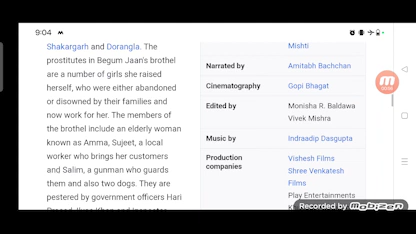 9:04
Shakargarh and Dorangla. The
prostitutes in Begum Jaan's brothel
are a number of girls she raised
herself, who were either abandoned
or disowned by their families and
now work for her. The members of
the brothel include an elderly woman
known as Amma, Sujeet, a local
worker who brings her customers
and Salim, a gunman who guards
them and also two dogs. They are
pestered by government officers Hari
Mishti
Narrated by Amitabh Bachchan
Cinematography Gopi Bhagat
Edited by Monisha R. Baldawa
Vivek Mishra
Music by Indraadip Dasgupta
Production Vishesh Films
companies Shree Venkatesh
Films
Play Entertainments
Recorded by Mobizen